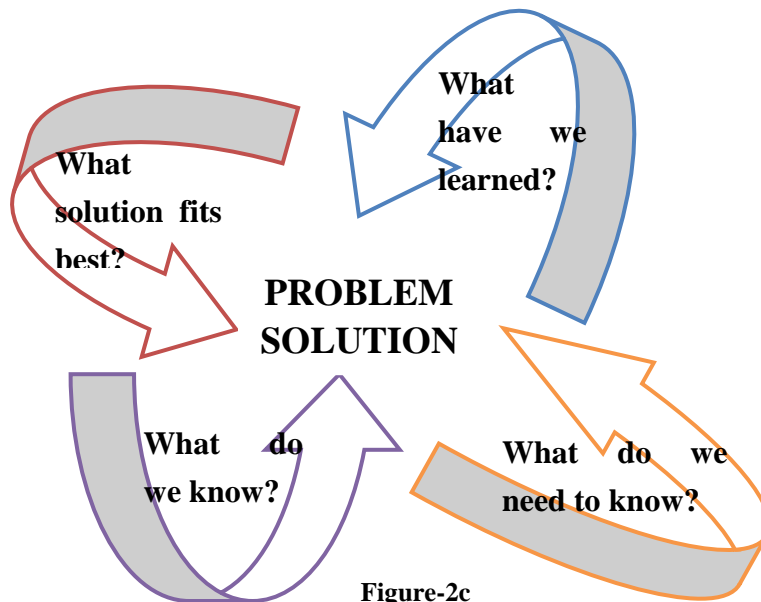 What
have we
learned?
What
solution fits
best?
PROBLEM
SOLUTION
What do
we know?
What do we
need to know?
Figure-2c